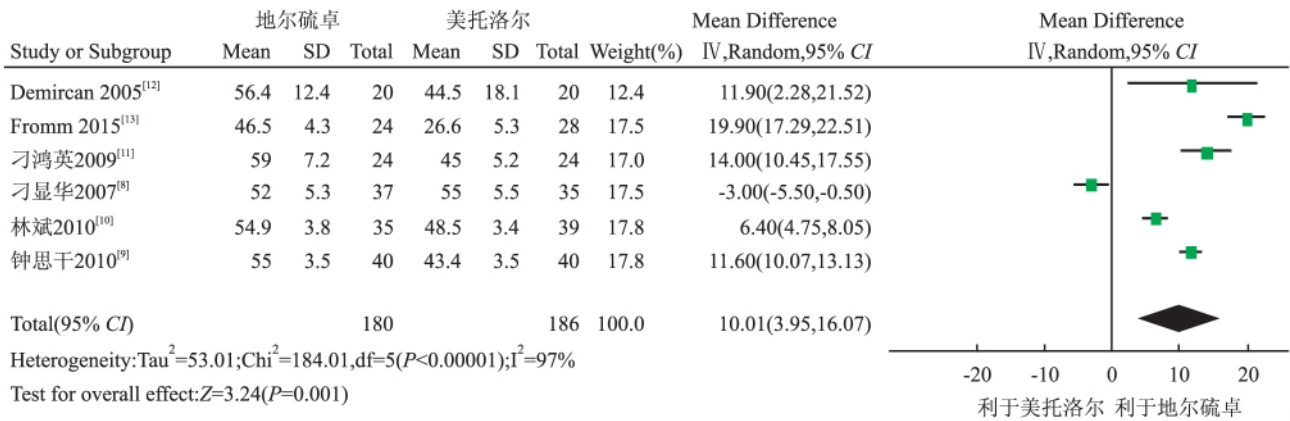 地尔硫卓 美托洛尔 Mean Difference Mean Difference
Study or Subgroup Mean SD Total Mean SD Total Weight(%) Ⅳ,Random,95% CI Ⅳ,Random,95% CI
Demircan 2005[12] 56.4 12.4 20 44.5 18.1 20 12.4 11.90(2.28,21.52)
Fromm 2015[13] 46.5 4.3 24 26.6 5.3 28 17.5 19.90(17.29,22.51)
刁鸿英2009[11] 59 7.2 24 45 5.2 24 17.0 14.00(10.45,17.55)
刁显华2007[8] 52 5.3 37 55 5.5 35 17.5 -3.00(-5.50,-0.50)
林斌2010[10] 54.9 3.8 35 48.5 3.4 39 17.8 6.40(4.75,8.05)
钟思干2010[9] 55 3.5 40 43.4 3.5 40 17.8 11.60(10.07,13.13)
Total(95% CI) 180 186 100.0 10.01(3.95,16.07)
Heterogeneity:Tau²=53.01;Chi²=184.01,df=5(P<0.00001);I²=97%
Test for overall effect:Z=3.24(P=0.001)
-20 -10 0 10 20
利于美托洛尔 利于地尔硫卓